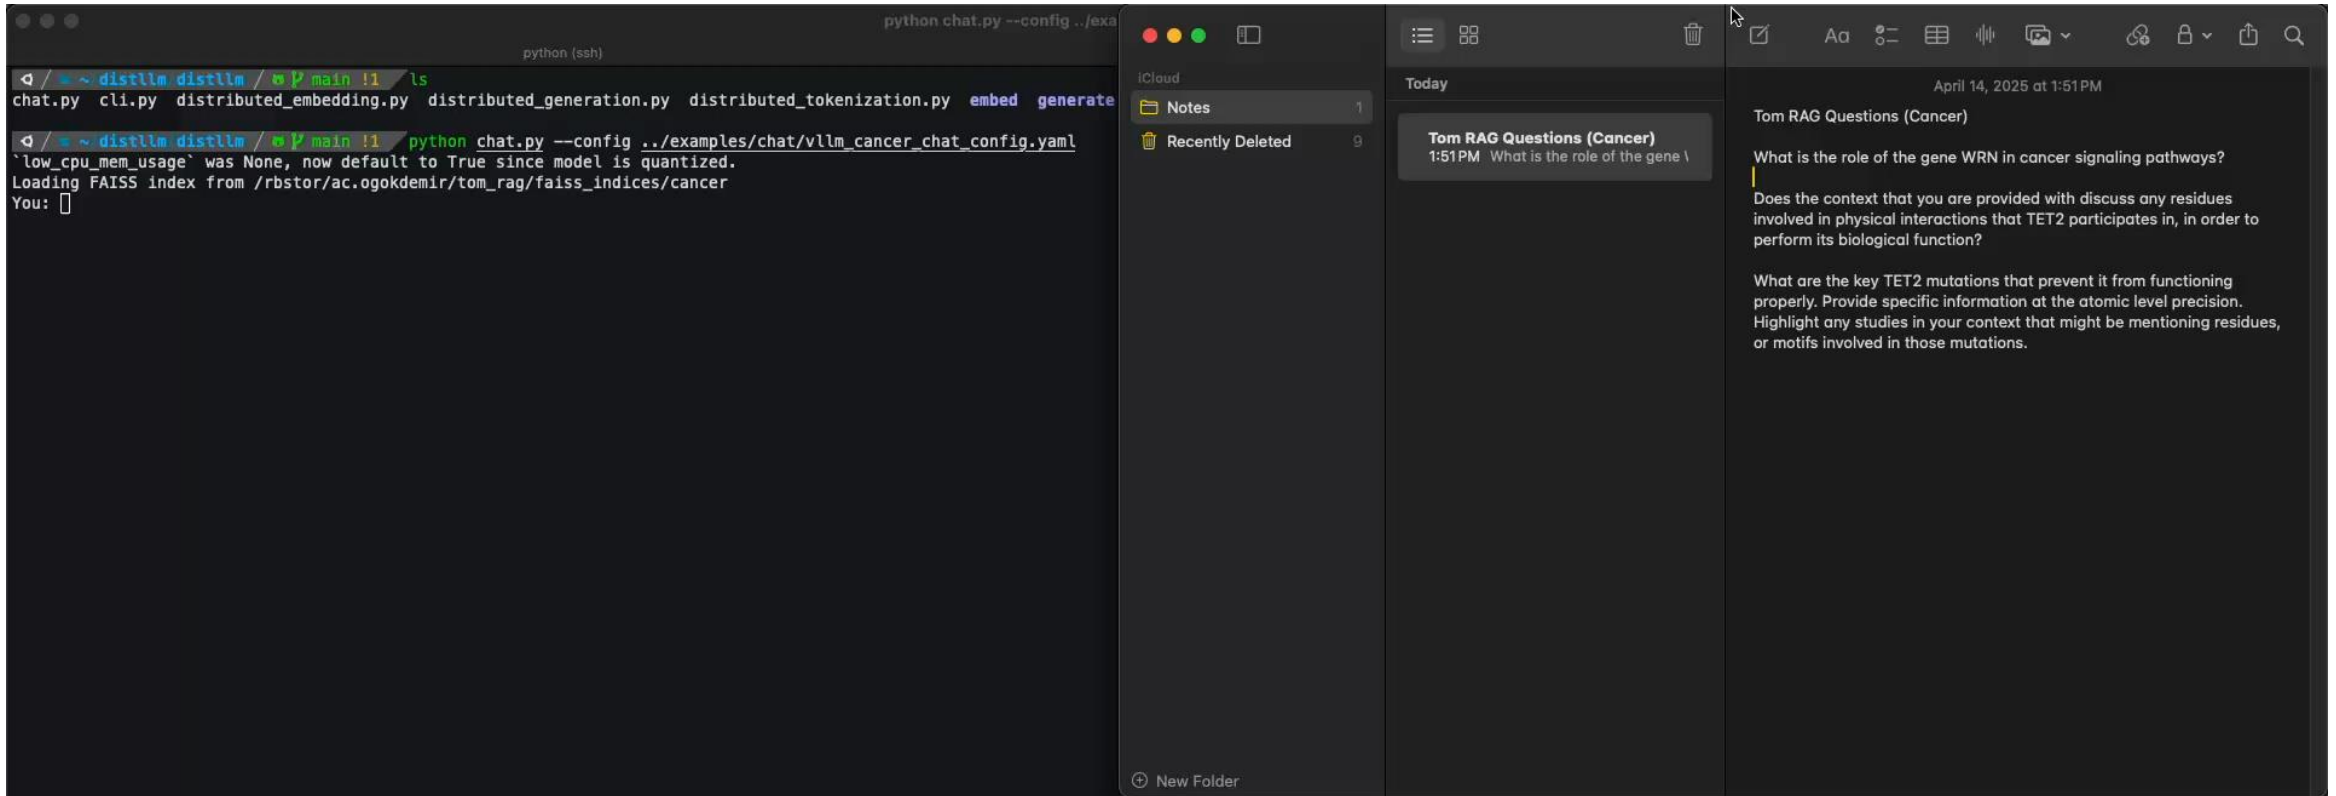 python chat.py --config ../exa
python (ssh)
~ distllm distllm / main !1 ls
chat.py cli.py distributed_embedding.py distributed_generation.py distributed_tokenization.py embed generate
~ distllm distllm / main !1 python chat.py --config ../examples/chat/vllm_cancer_chat_config.yaml
`low_cpu_mem_usage` was None, now default to True since model is quantized.
Loading FAISS index from /rbstor/ac.ogokdemir/tom_rag/faiss_indices/cancer
You:
iCloud
Notes 1
Recently Deleted 9
New Folder
Today
Tom RAG Questions (Cancer)
1:51 PM What is the role of the gene \
Aa
April 14, 2025 at 1:51 PM
Tom RAG Questions (Cancer)
What is the role of the gene WRN in cancer signaling pathways?
Does the context that you are provided with discuss any residues
involved in physical interactions that TET2 participates in, in order to
perform its biological function?
What are the key TET2 mutations that prevent it from functioning
properly. Provide specific information at the atomic level precision.
Highlight any studies in your context that might be mentioning residues,
or motifs involved in those mutations.